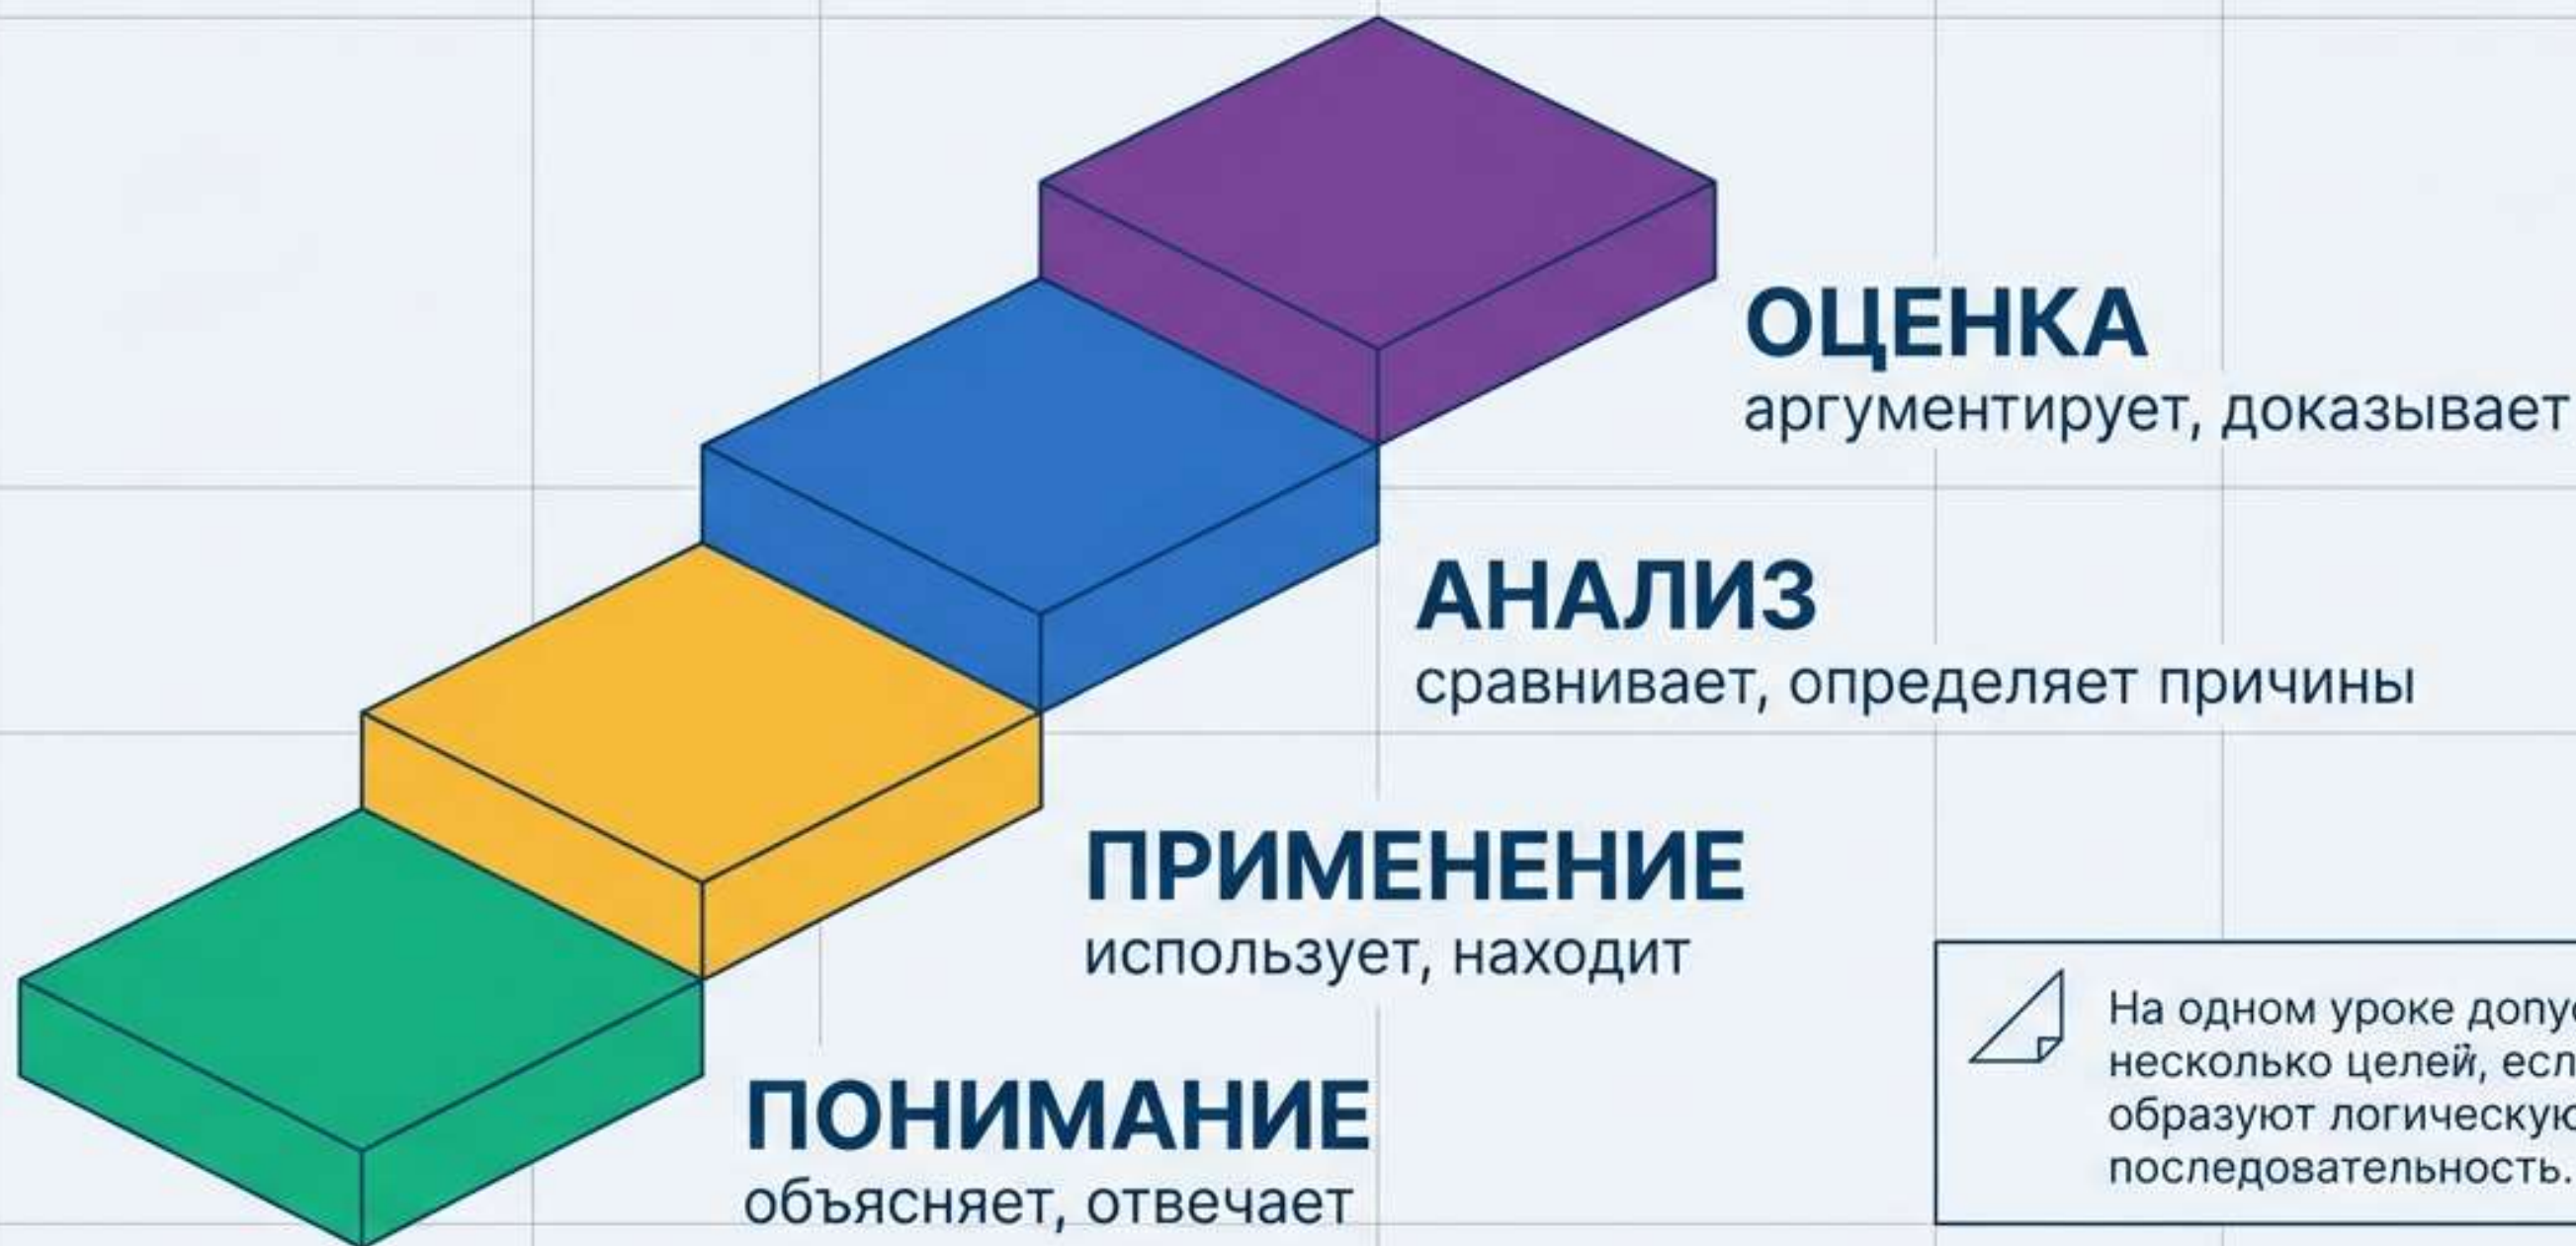 ОЦЕНКА
аргументирует, доказывает
АНАЛИЗ
сравнивает, определяет причины
ПРИМЕНЕНИЕ
использует, находит
ПОНИМАНИЕ
объясняет, отвечает
На одном уроке
несколько целей,
образуют
последовательность.